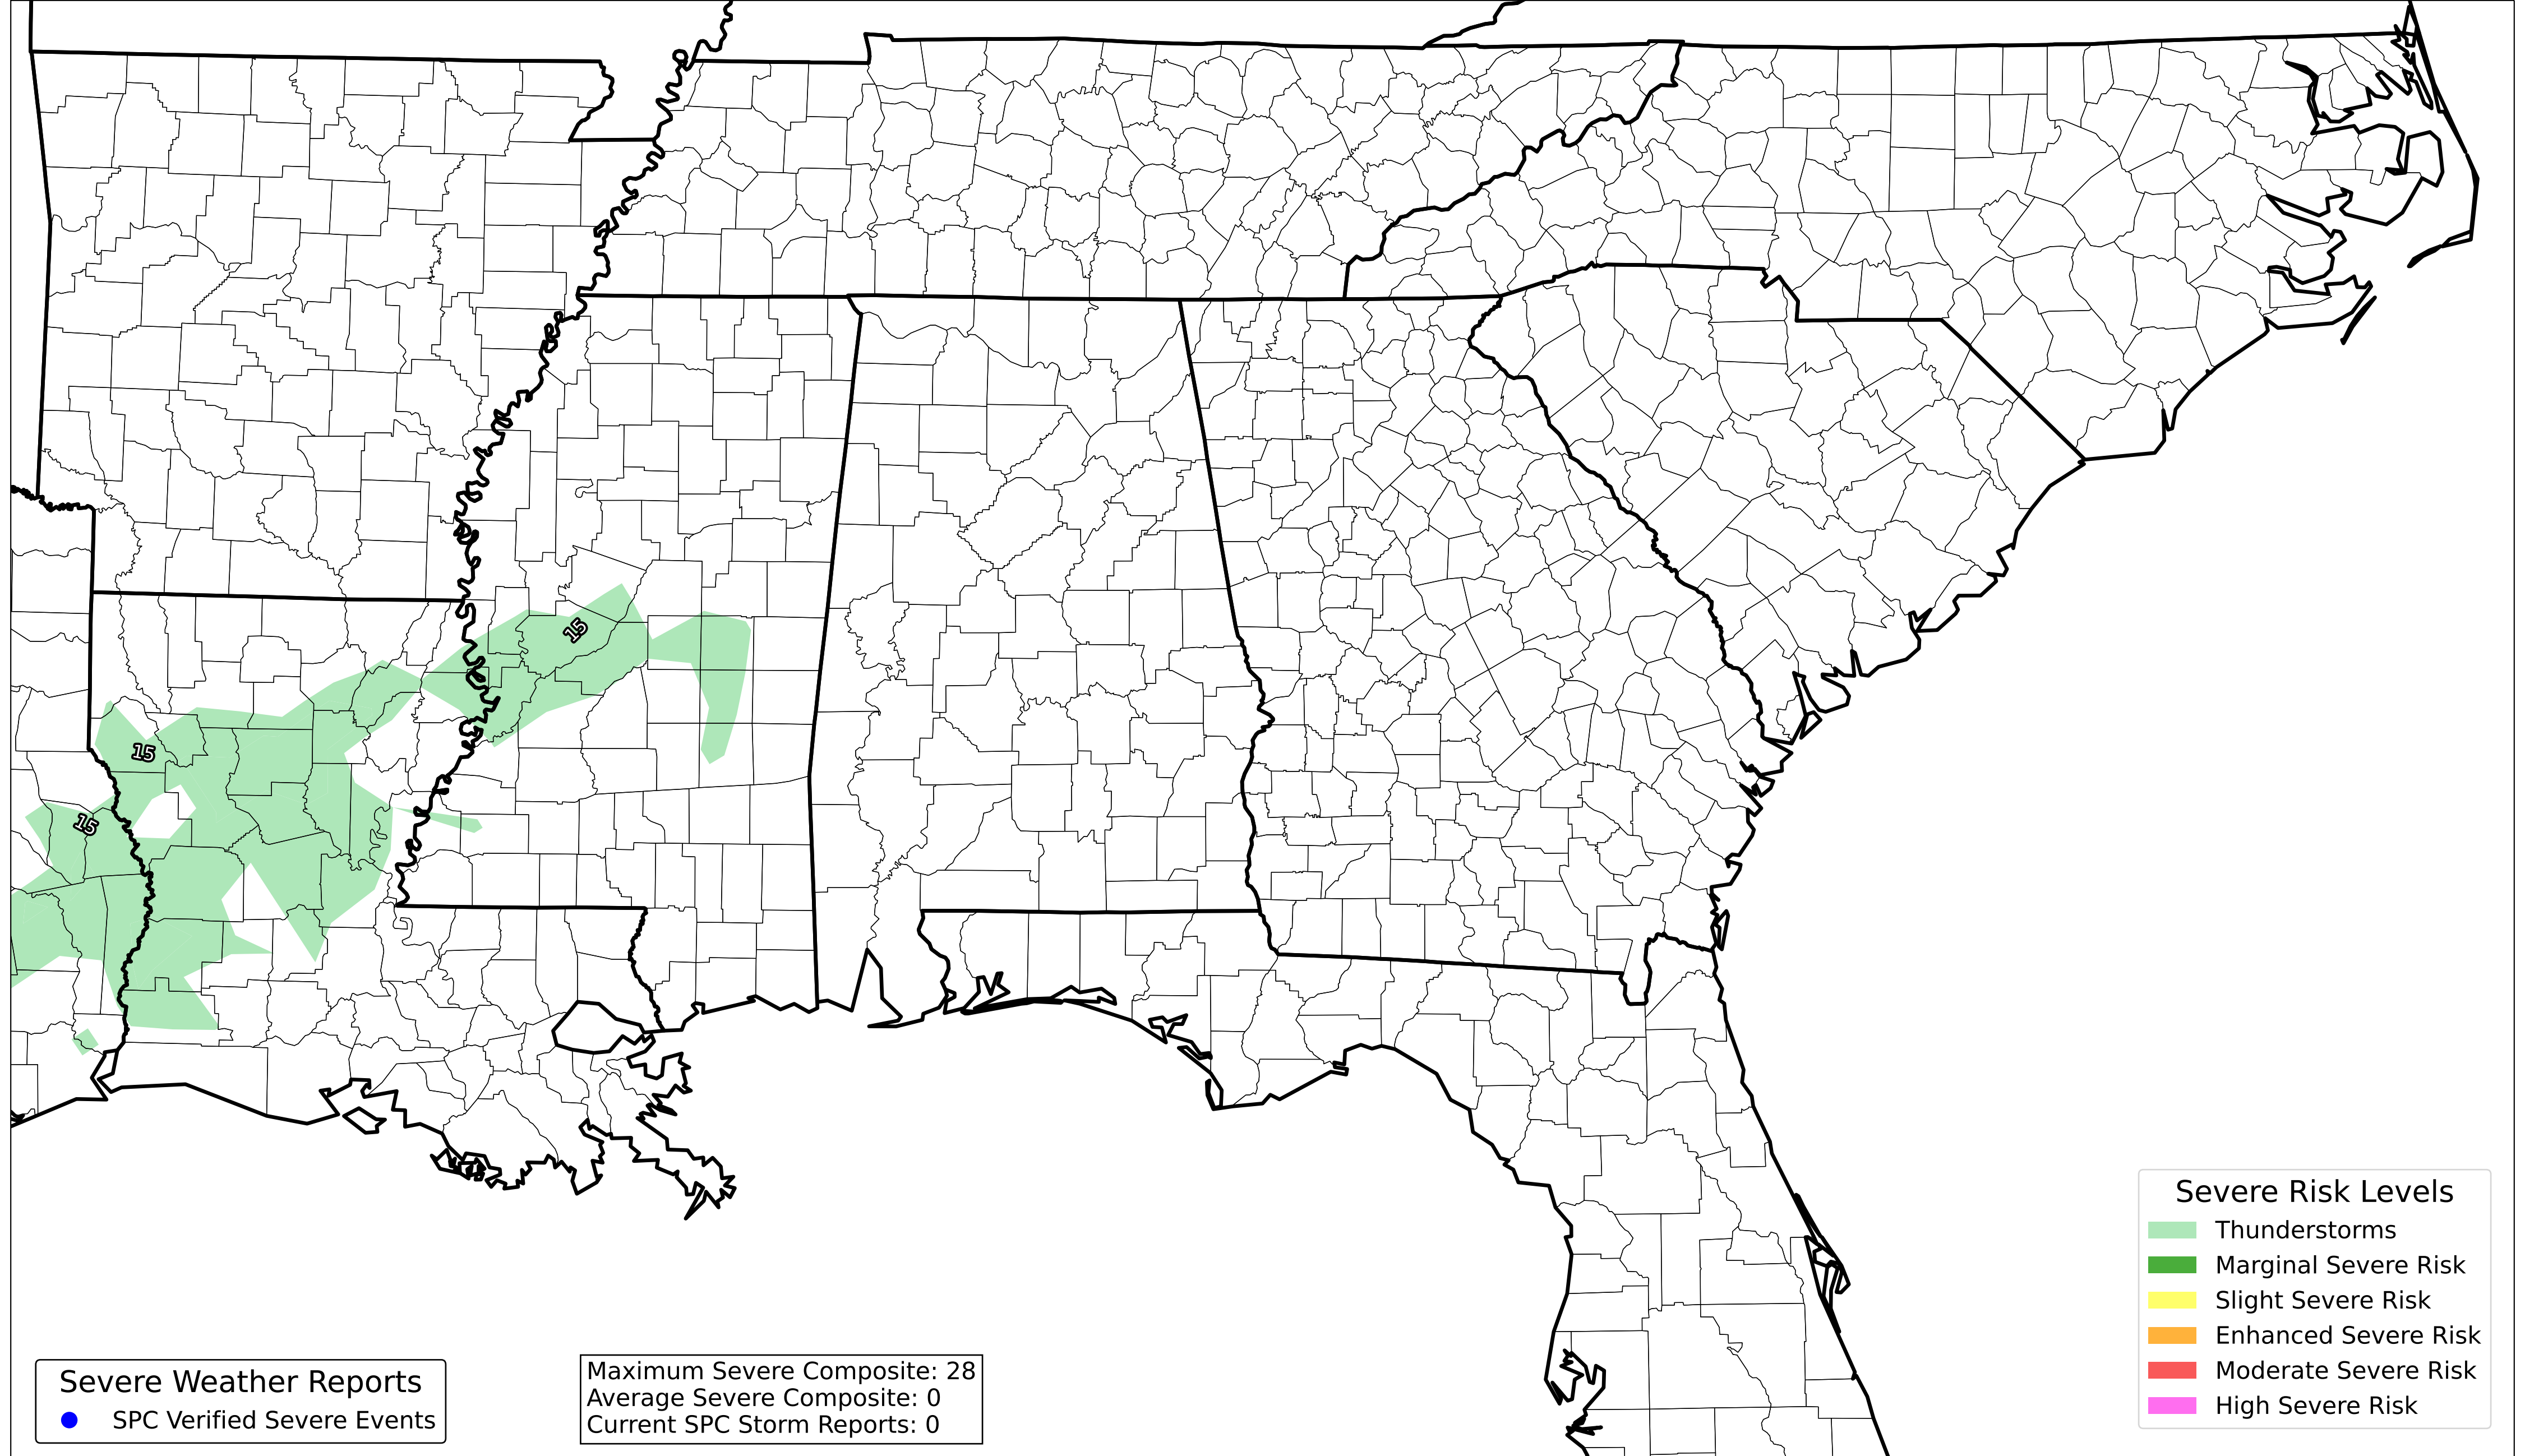 15
15
15
Severe Weather Reports
SPC Verified Severe Events
Maximum Severe Composite: 28
Average Severe Composite: 0
Current SPC Storm Reports: 0
Severe Risk Levels
Thunderstorms
Marginal Severe Risk
Slight Severe Risk
Enhanced Severe Risk
Moderate Severe Risk
High Severe Risk